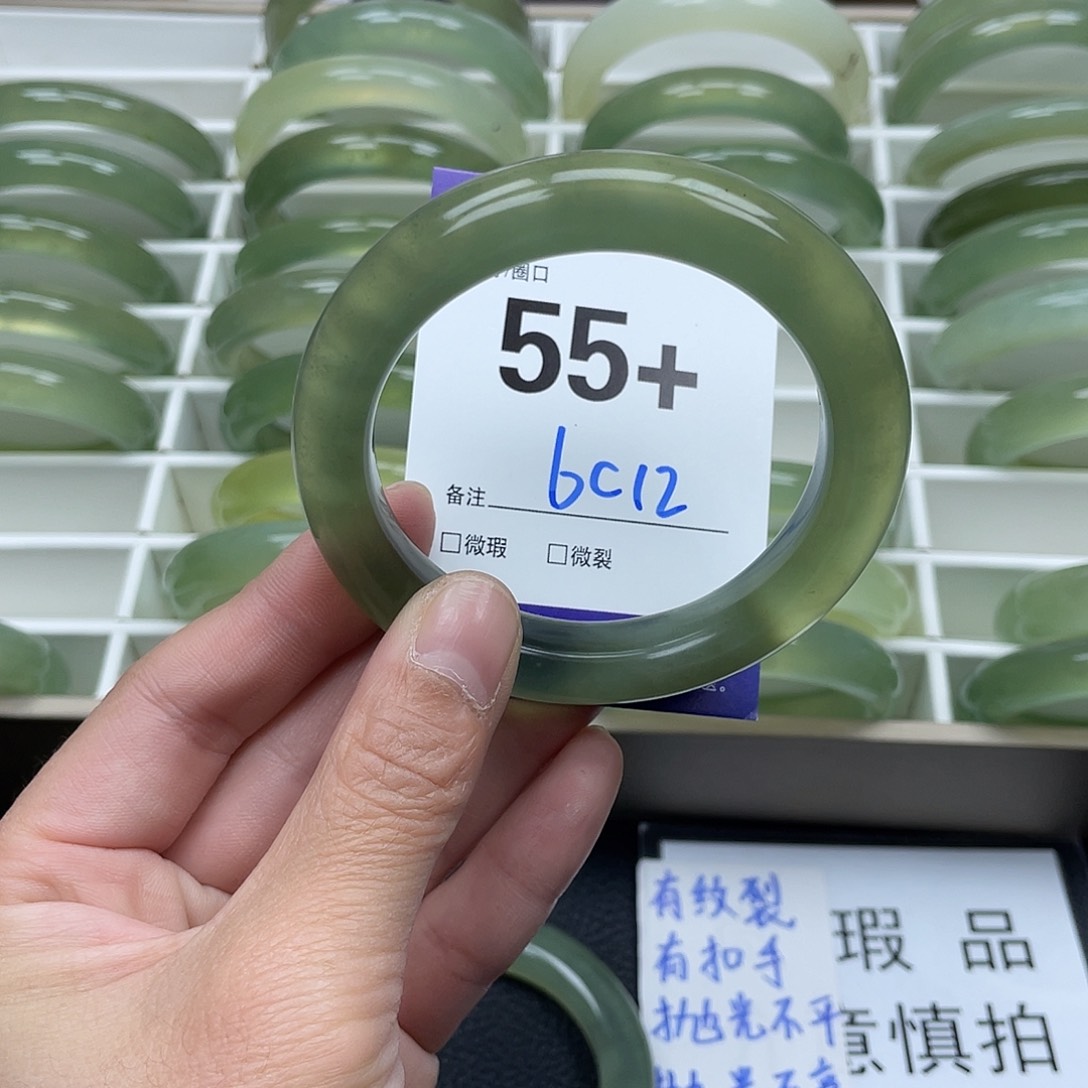 圈口
55+
备注 bC12
□微瑕 □微裂
有纹裂
有扣手
抛光不平
瑕 品
意慎拍